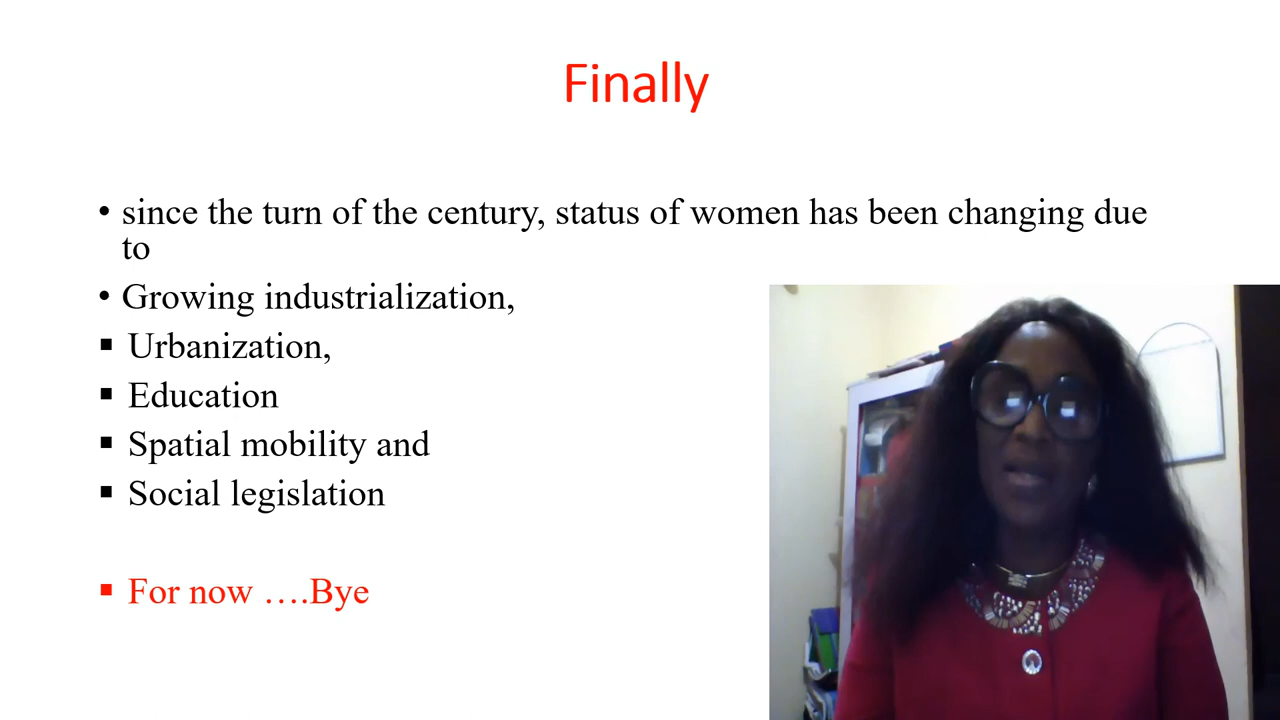 Finally
• since the turn of the century, status of women has been changing due
to
• Growing industrialization,
▪ Urbanization,
▪ Education
▪ Spatial mobility and
▪ Social legislation
▪ For now ….Bye